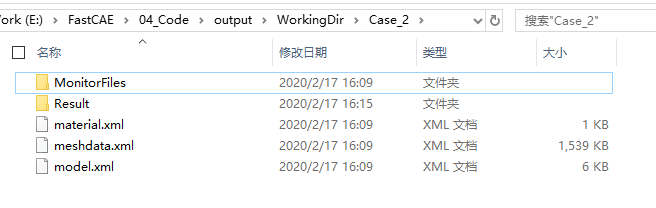 ork (E:) › FastCAE › 04_Code › output › WorkingDir › Case_2 › 搜索"Case_2"
名称 修改日期 类型 大小
MonitorFiles 2020/2/17 16:09 文件夹
Result 2020/2/17 16:15 文件夹
material.xml 2020/2/17 16:09 XML 文档 1 KB
meshdata.xml 2020/2/17 16:09 XML 文档 1,539 KB
model.xml 2020/2/17 16:09 XML 文档 6 KB